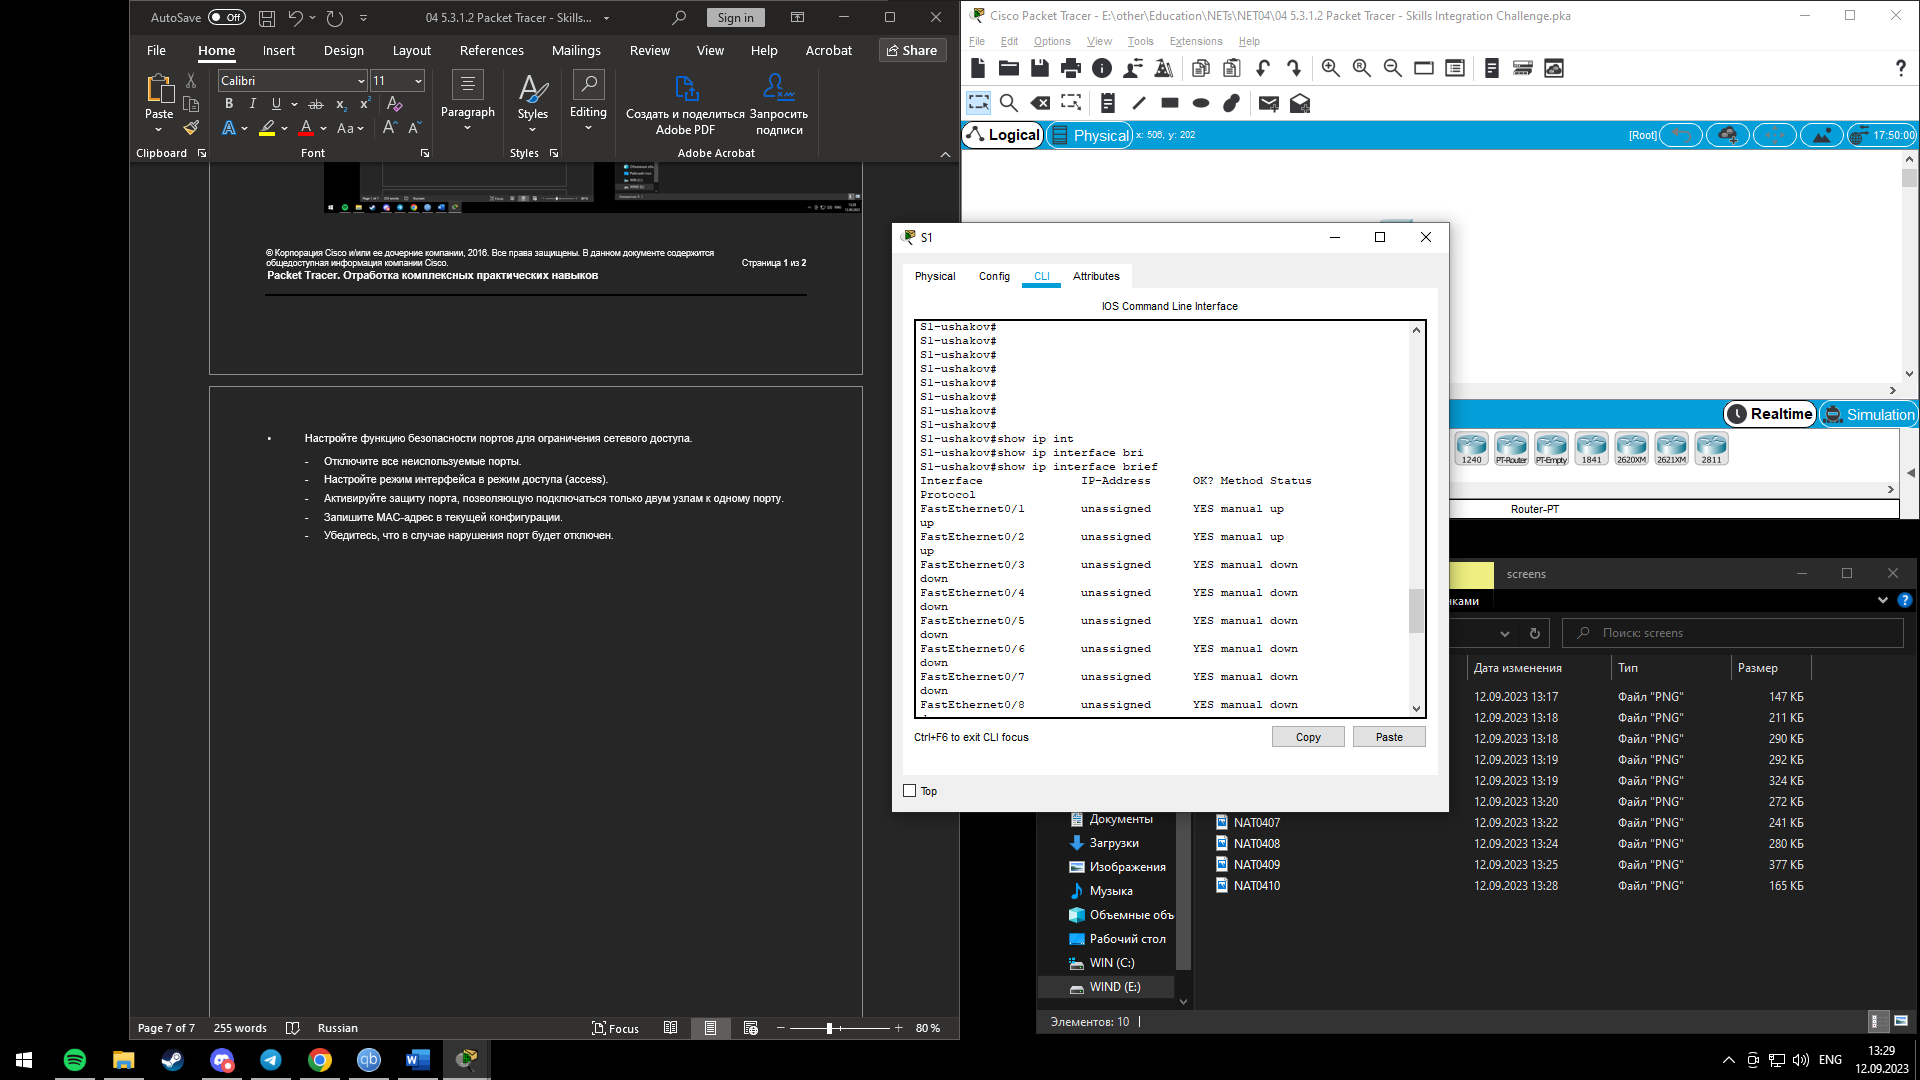 AutoSave Off 04 5.3.1.2 Packet Tracer - Skills... Sign in
File Home Insert Design Layout References Mailings Review View Help Acrobat Share
Paste
Calibri 11
Paragraph
Styles
Editing
Создать и поделиться Adobe PDF
Запросить подписи
Clipboard Font Styles Adobe Acrobat
© Корпорация Cisco и/или ее дочерние компании, 2016. Все права защищены. В данном документе содержится
общедоступная информация компании Cisco. Страница 1 из 2
Packet Tracer. Отработка комплексных практических навыков
• Настройте функцию безопасности портов для ограничения сетевого доступа.
- Отключите все неиспользуемые порты.
- Настройте режим интерфейса в режим доступа (access).
- Активируйте защиту порта, позволяющую подключаться только двум узлам к одному порту.
- Запишите MAC-адрес в текущей конфигурации.
- Убедитесь, что в случае нарушения порт будет отключен.
Page 7 of 7 255 words Russian Focus 80 %
Cisco Packet Tracer - E:\other\Education\NETs\NET04\04 5.3.1.2 Packet Tracer - Skills Integration Challenge.pka
File Edit Options View Tools Extensions Help
Logical Physical x: 506, y: 202 [Root] 17:50:00
Realtime Simulation
1240 PT-Router PT-Empty 1841 2620XM 2621XM 2811
Router-PT
S1
Physical Config CLI Attributes
IOS Command Line Interface
S1-ushakov#
S1-ushakov#
S1-ushakov#
S1-ushakov#
S1-ushakov#
S1-ushakov#
S1-ushakov#
S1-ushakov#
S1-ushakov#show ip int
S1-ushakov#show ip interface bri
S1-ushakov#show ip interface brief
Interface IP-Address OK? Method Status
Protocol
FastEthernet0/1 unassigned YES manual up
up
FastEthernet0/2 unassigned YES manual up
up
FastEthernet0/3 unassigned YES manual down
down
FastEthernet0/4 unassigned YES manual down
down
FastEthernet0/5 unassigned YES manual down
down
FastEthernet0/6 unassigned YES manual down
down
FastEthernet0/7 unassigned YES manual down
down
FastEthernet0/8 unassigned YES manual down
Ctrl+F6 to exit CLI focus Copy Paste
Top
screens
нками
Поиск: screens
Дата изменения Тип Размер
12.09.2023 13:17 Файл "PNG" 147 КБ
12.09.2023 13:18 Файл "PNG" 211 КБ
12.09.2023 13:18 Файл "PNG" 290 КБ
12.09.2023 13:19 Файл "PNG" 292 КБ
12.09.2023 13:19 Файл "PNG" 324 КБ
12.09.2023 13:20 Файл "PNG" 272 КБ
NAT0407 12.09.2023 13:22 Файл "PNG" 241 КБ
NAT0408 12.09.2023 13:24 Файл "PNG" 280 КБ
NAT0409 12.09.2023 13:25 Файл "PNG" 377 КБ
NAT0410 12.09.2023 13:28 Файл "PNG" 165 КБ
Документы
Загрузки
Изображения
Музыка
Объемные объ
Рабочий стол
WIN (C:)
WIND (E:)
Элементов: 10
ENG 13:29
12.09.2023